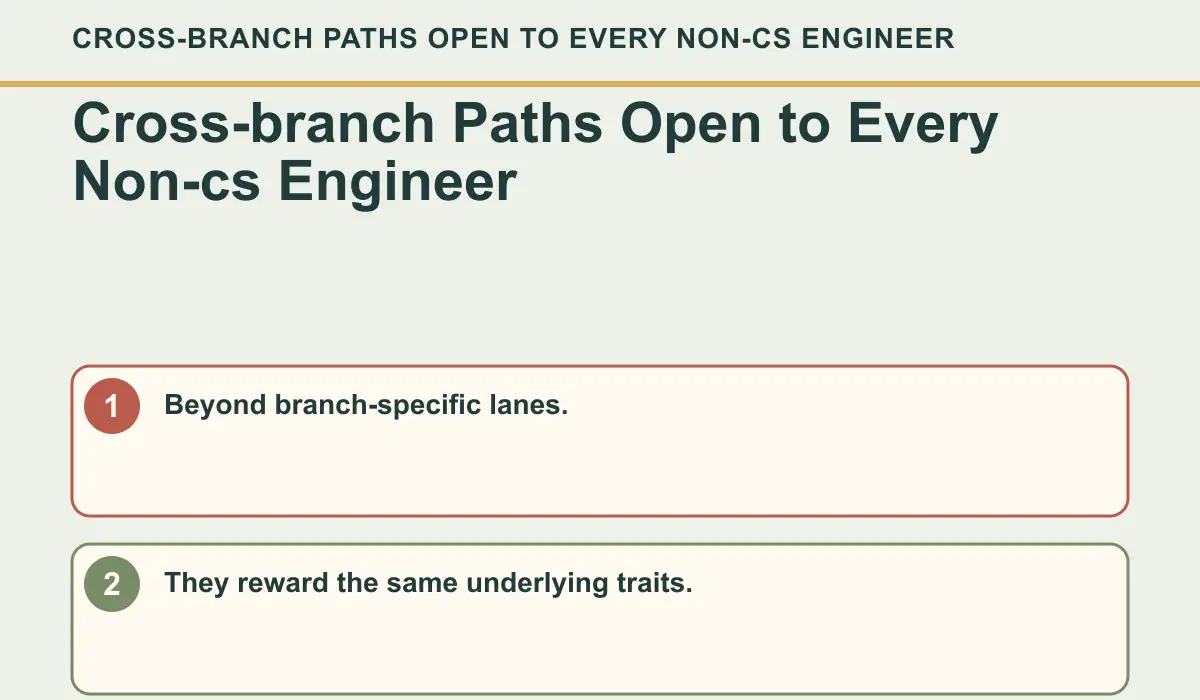 CROSS-BRANCH PATHS OPEN TO EVERY NON-CS ENGINEER
Cross-branch Paths Open to Every
Non-cs Engineer
1
Beyond branch-specific lanes.
2
They reward the same underlying traits.